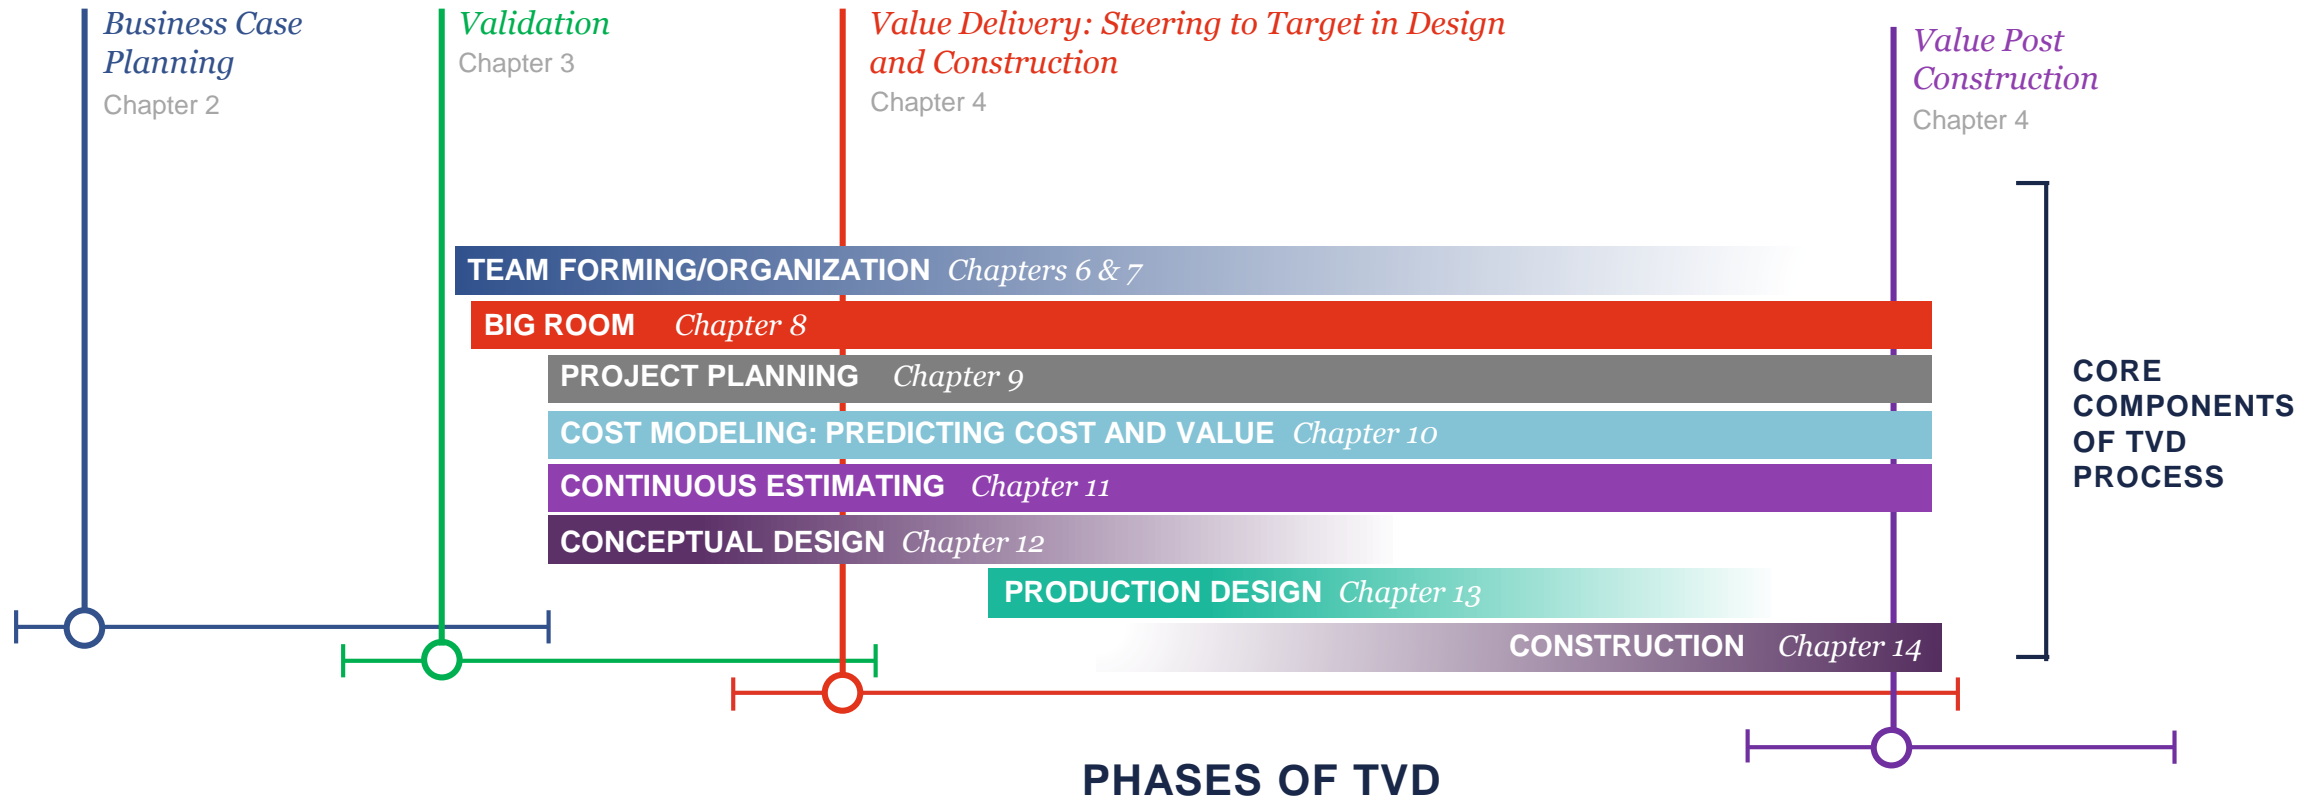 Business Case
Planning
Chapter 2
Validation
Chapter 3
Value Delivery: Steering to Target in Design
and Construction
Chapter 4
Value Post
Construction
Chapter 4
TEAM FORMING/ORGANIZATION Chapters 6 & 7
BIG ROOM Chapter 8
PROJECT PLANNING Chapter 9
COST MODELING: PREDICTING COST AND VALUE Chapter 10
CONTINUOUS ESTIMATING Chapter 11
CONCEPTUAL DESIGN Chapter 12
PRODUCTION DESIGN Chapter 13
CONSTRUCTION Chapter 14
CORE
COMPONENTS
OF TVD
PROCESS
PHASES OF TVD